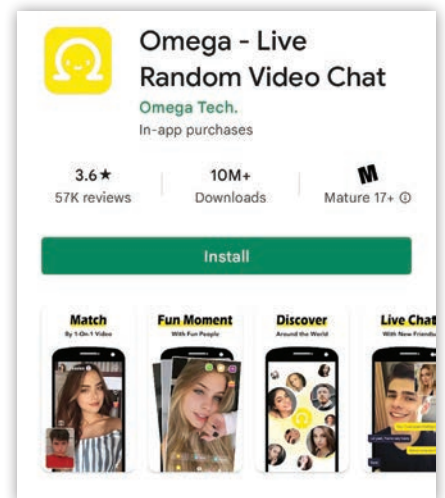 Omega - Live
Random Video Chat
Omega Tech.
In-app purchases
3.6★
57K reviews
10M+
Downloads
M
Mature 17+
Install
Match
By 1-On 1 Video
Fun Moment
With Fun People
Discover
Around the World
Live Chat
With New Friends